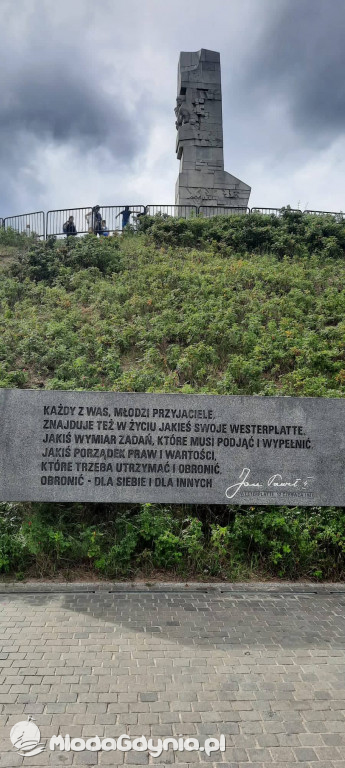 KAŻDY Z WAS, MŁODZI PRZYJACIELE,
ZNAJDUJE TEŻ W ŻYCIU JAKIEŚ SWOJE WESTERPLATTE.
JAKIŚ WYMIAR ZADAŃ, KTÓRE MUSI PODJĄĆ I WYPEŁNIĆ.
JAKIŚ PORZĄDEK PRAW I WARTOŚCI,
KTÓRE TRZEBA UTRZYMAĆ I OBRONIĆ.
OBRONIĆ - DLA SIEBIE I DLA INNYCH
Jan Paweł II
WESTERPLATTE
MlodaGdynia.pl